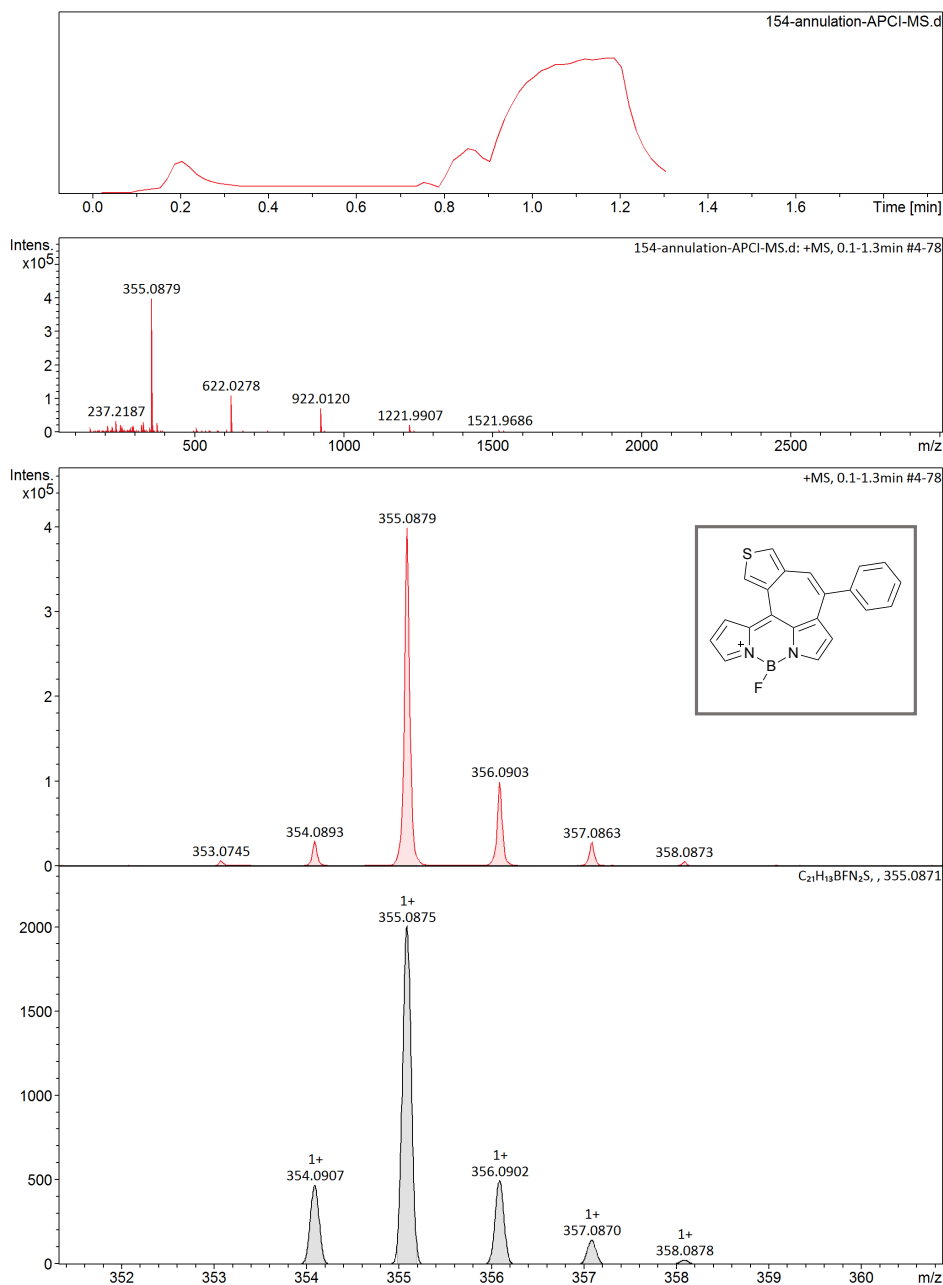 154-annulation-APCI-MS.d
0.0 0.2 0.4 0.6 0.8 1.0 1.2 1.4 1.6 Time [min]
Intens.
x10⁵
154-annulation-APCI-MS.d: +MS, 0.1-1.3min #4-78
355.0879
4
3
622.0278
2
922.0120
1
237.2187
1221.9907
1521.9686
0
500 1000 1500 2000 2500 m/z
Intens.
x10⁵
+MS, 0.1-1.3min #4-78
355.0879
4
S
3
+
N
N
B
F
2
356.0903
1
353.0745
354.0893
357.0863
358.0873
0
C₂₁H₁₃BFN₂S, , 355.0871
1+
355.0875
2000
1500
1000
1+
354.0907
1+
356.0902
500
1+
357.0870
1+
358.0878
0
352 353 354 355 356 357 358 359 360 m/z